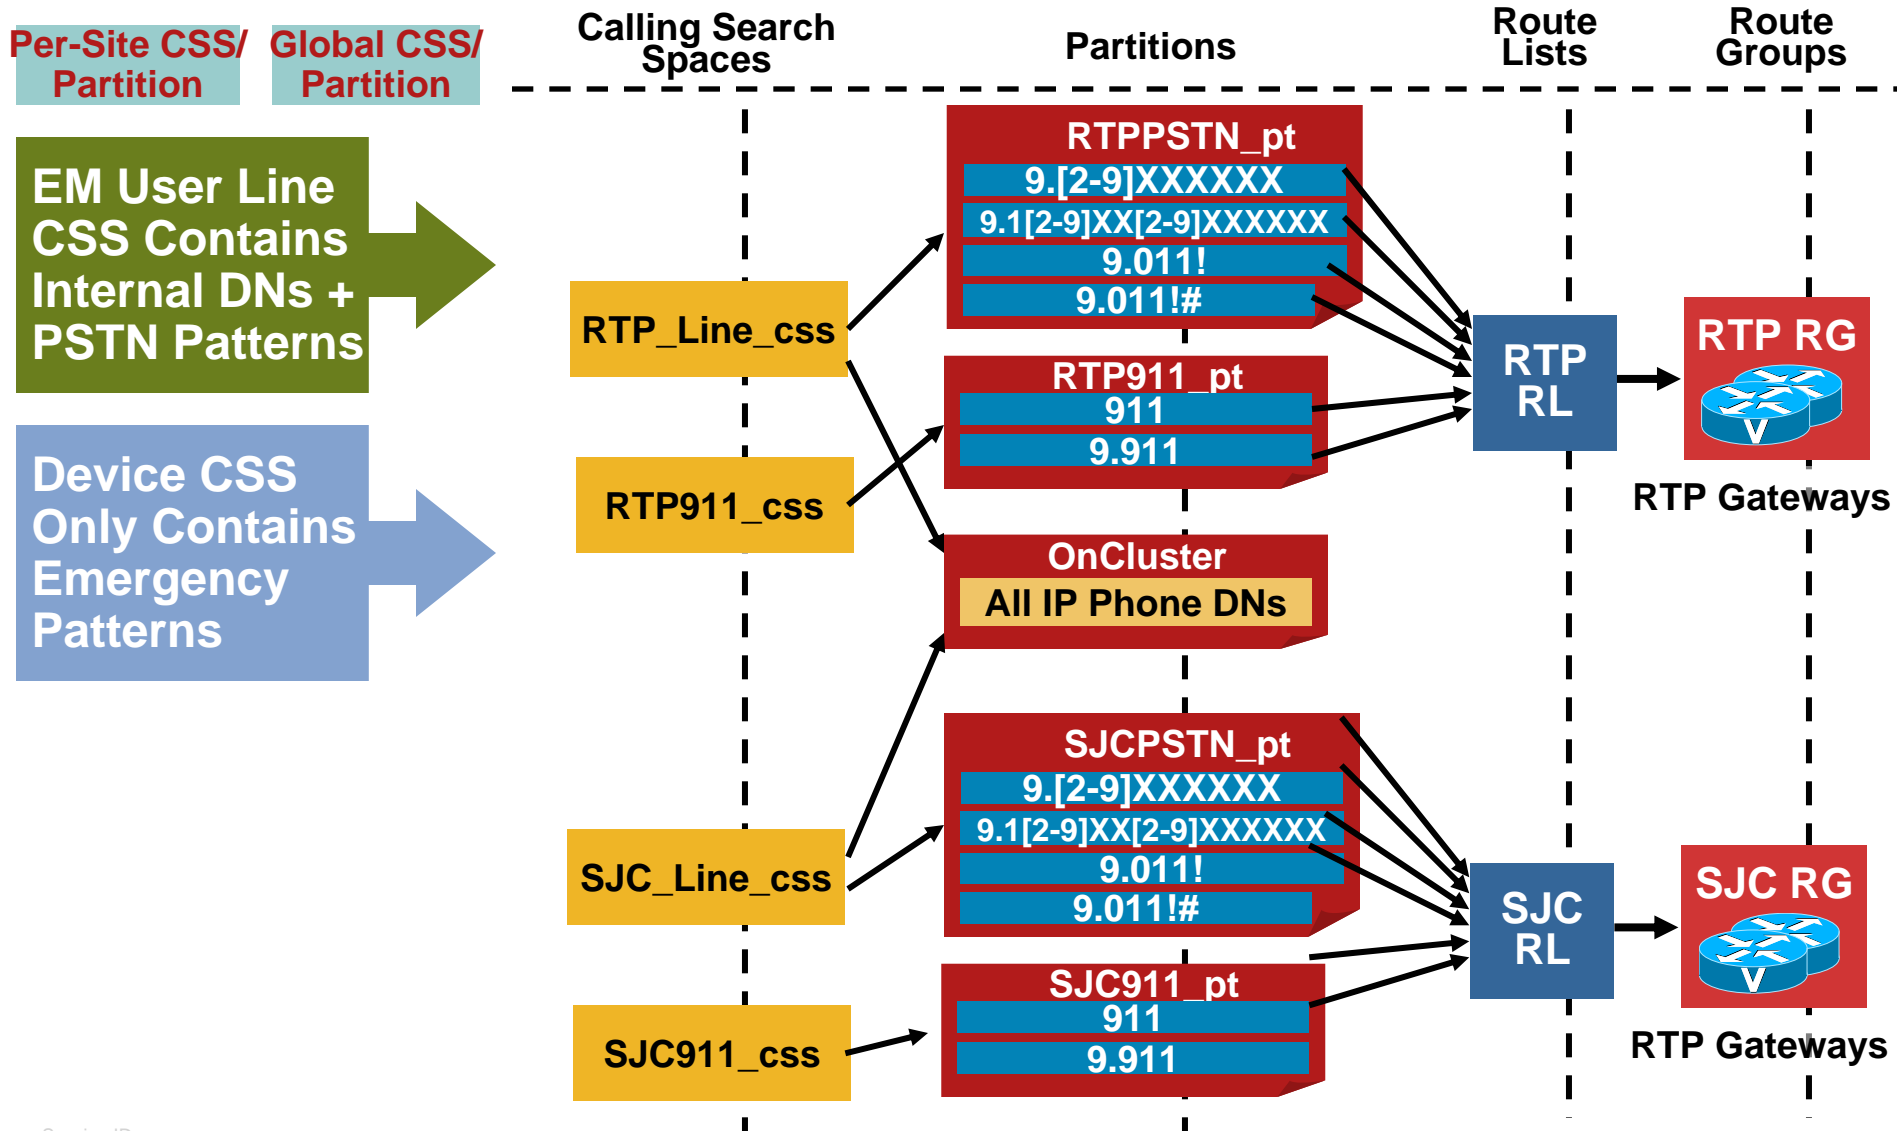 Per-Site CSS/
Partition
Global CSS/
Partition
Calling Search
Spaces
Partitions
Route
Lists
Route
Groups
EM User Line
CSS Contains
Internal DNs +
PSTN Patterns
Device CSS
Only Contains
Emergency
Patterns
RTP_Line_css
RTP911_css
SJC_Line_css
SJC911_css
RTPPSTN_pt
9.[2-9]XXXXXX
9.1[2-9]XX[2-9]XXXXXX
9.011!
9.011!#
RTP911_pt
911
9.911
OnCluster
All IP Phone DNs
SJCPSTN_pt
9.[2-9]XXXXXX
9.1[2-9]XX[2-9]XXXXXX
9.011!
9.011!#
SJC911_pt
911
9.911
RTP
RL
SJC
RL
RTP RG
V
RTP Gateways
SJC RG
V
RTP Gateways